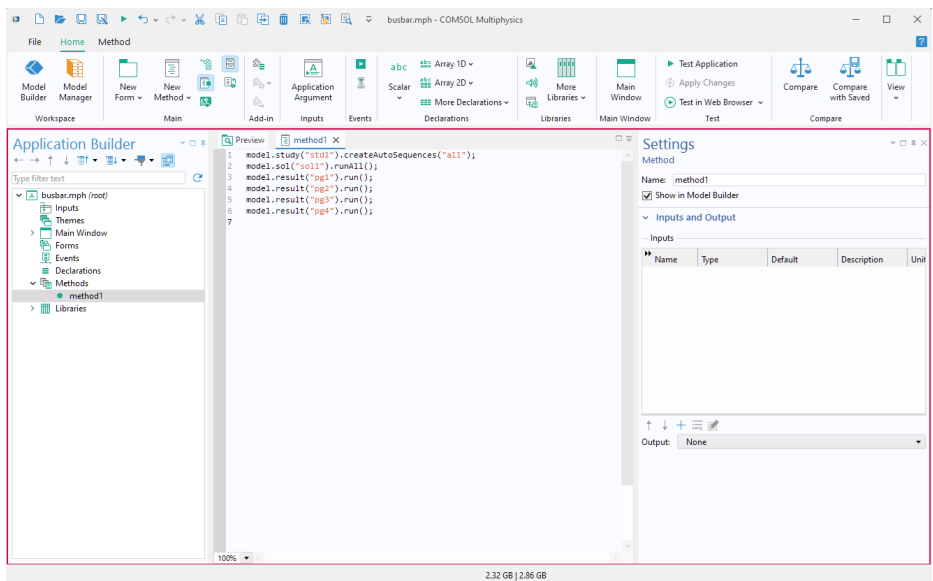 busbar.mph - COMSOL Multiphysics
File Home Method
Model Builder
Model Manager
New Form
New Method
Application Argument
abc
Scalar
abc abc Array 1D
abc abc Array 2D
More Declarations
More Libraries
Main Window
Test Application
Apply Changes
Test in Web Browser
Compare
Compare with Saved
View
Workspace Main Add-in Inputs Events Declarations Libraries Main Window Test Compare
Application Builder
Type filter text
busbar.mph (root)
Inputs
Themes
Main Window
Forms
Events
Declarations
Methods
method1
Libraries
Preview method1
1 model.study("std1").createAutoSequences("all");
2 model.sol("sol1").runAll();
3 model.result("pg1").run();
4 model.result("pg2").run();
5 model.result("pg3").run();
6 model.result("pg4").run();
7
100%
Settings
Method
Name: method1
Show in Model Builder
Inputs and Output
Inputs
Name Type Default Description Unit
Output: None
2.32 GB | 2.86 GB